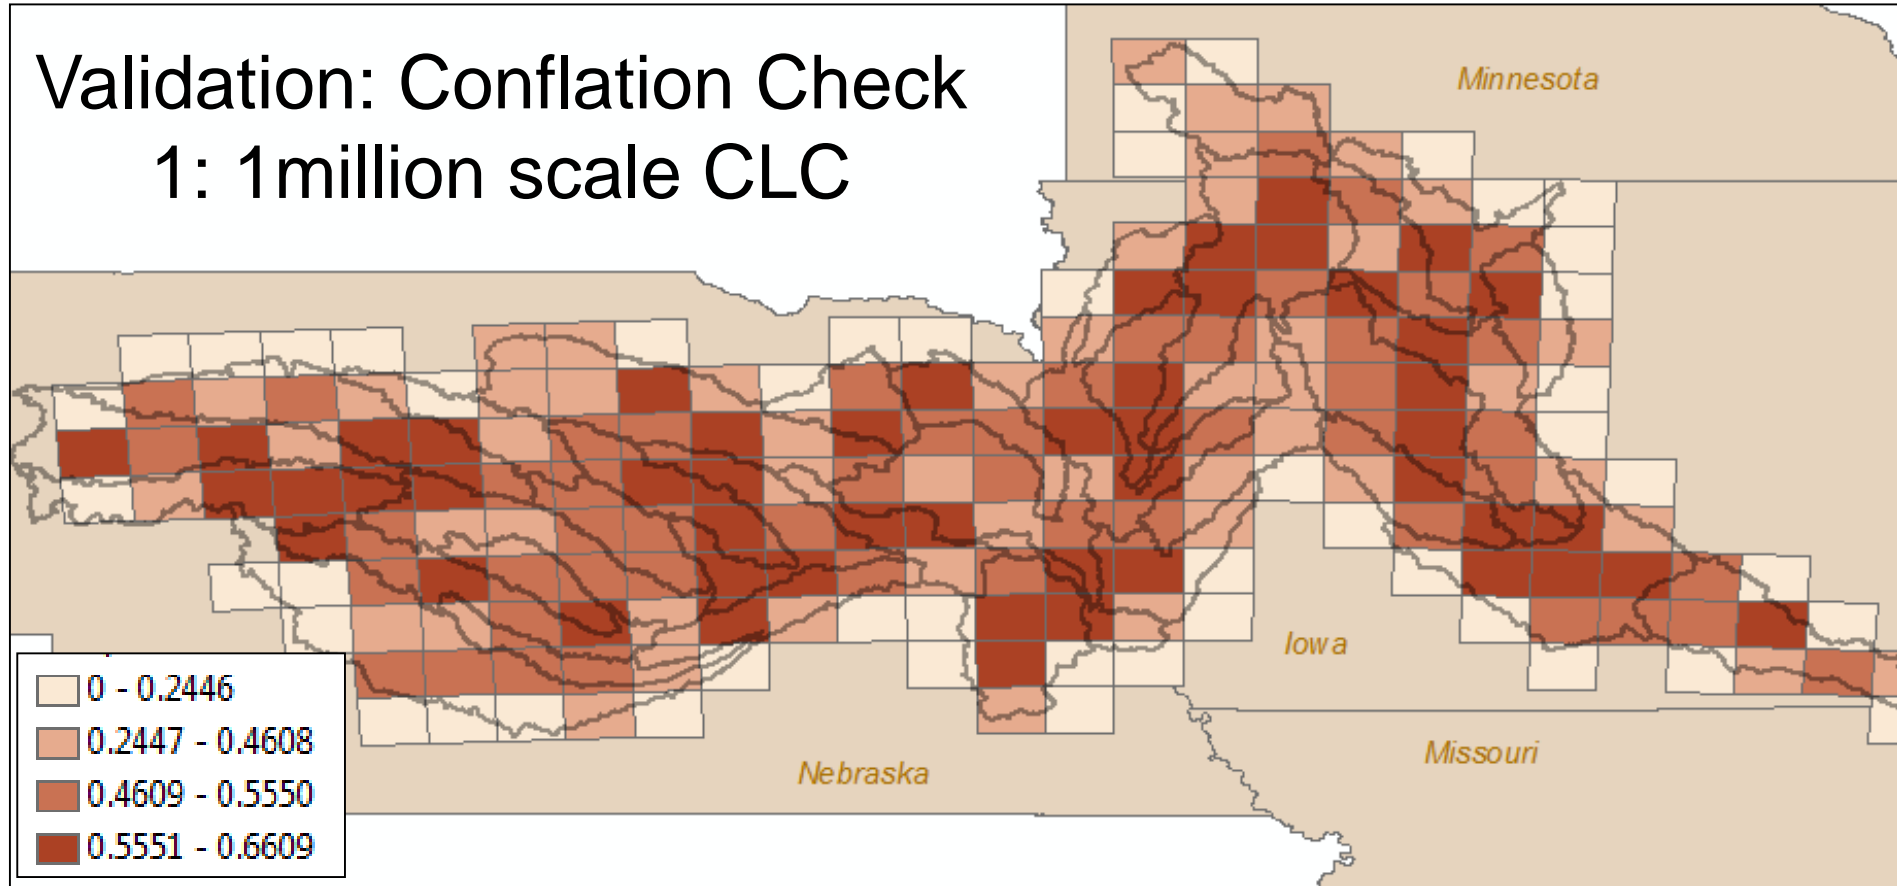 Validation: Conflation Check
1: 1million scale CLC
Minnesota
Iowa
Missouri
Nebraska
0 - 0.2446
0.2447 - 0.4608
0.4609 - 0.5550
0.5551 - 0.6609